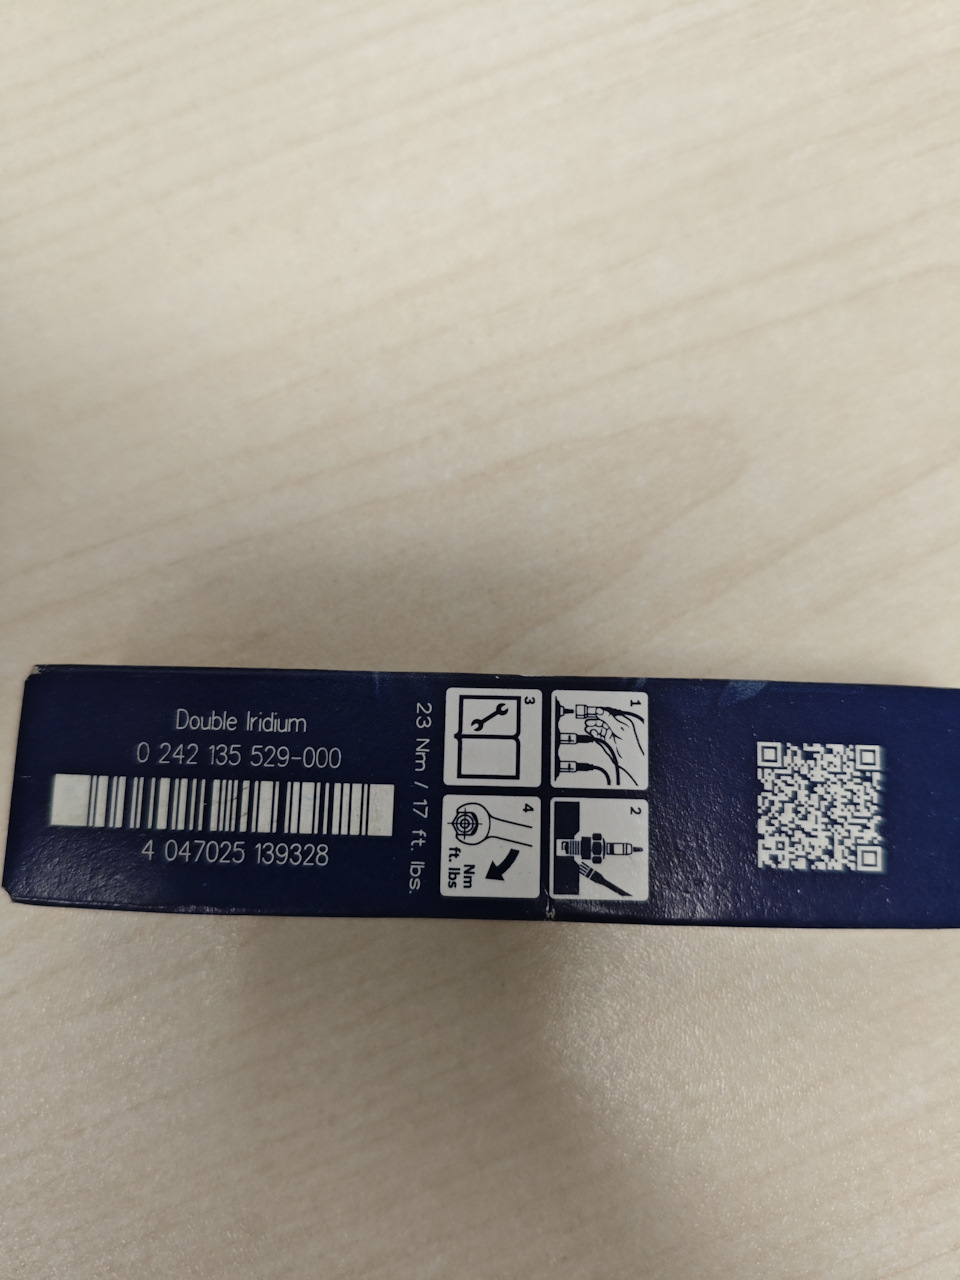 Double Iridium
0 242 135 529-000
4 047025 139328
23 Nm / 17 ft. lbs.
1
2
3
4
Nm
ft. lbs